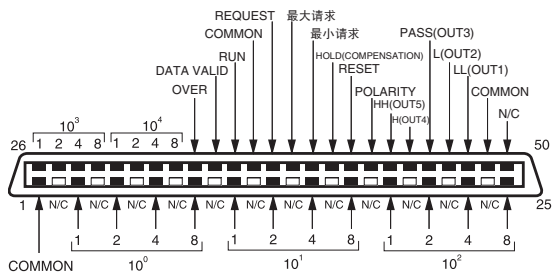 REQUEST 最大请求
COMMON 最小请求 PASS(OUT3)
RUN HOLD(COMPENSATION) L(OUT2)
DATA VALID RESET LL(OUT1)
OVER POLARITY COMMON
HH(OUT5)
H(OUT4) N/C
10³ 10⁴
26 1 2 4 8 1 2 4 8 50
1 N/C N/C N/C N/C N/C N/C N/C N/C N/C N/C N/C N/C 25
1 2 4 8 1 2 4 8 1 2 4 8
COMMON 10⁰ 10¹ 10²